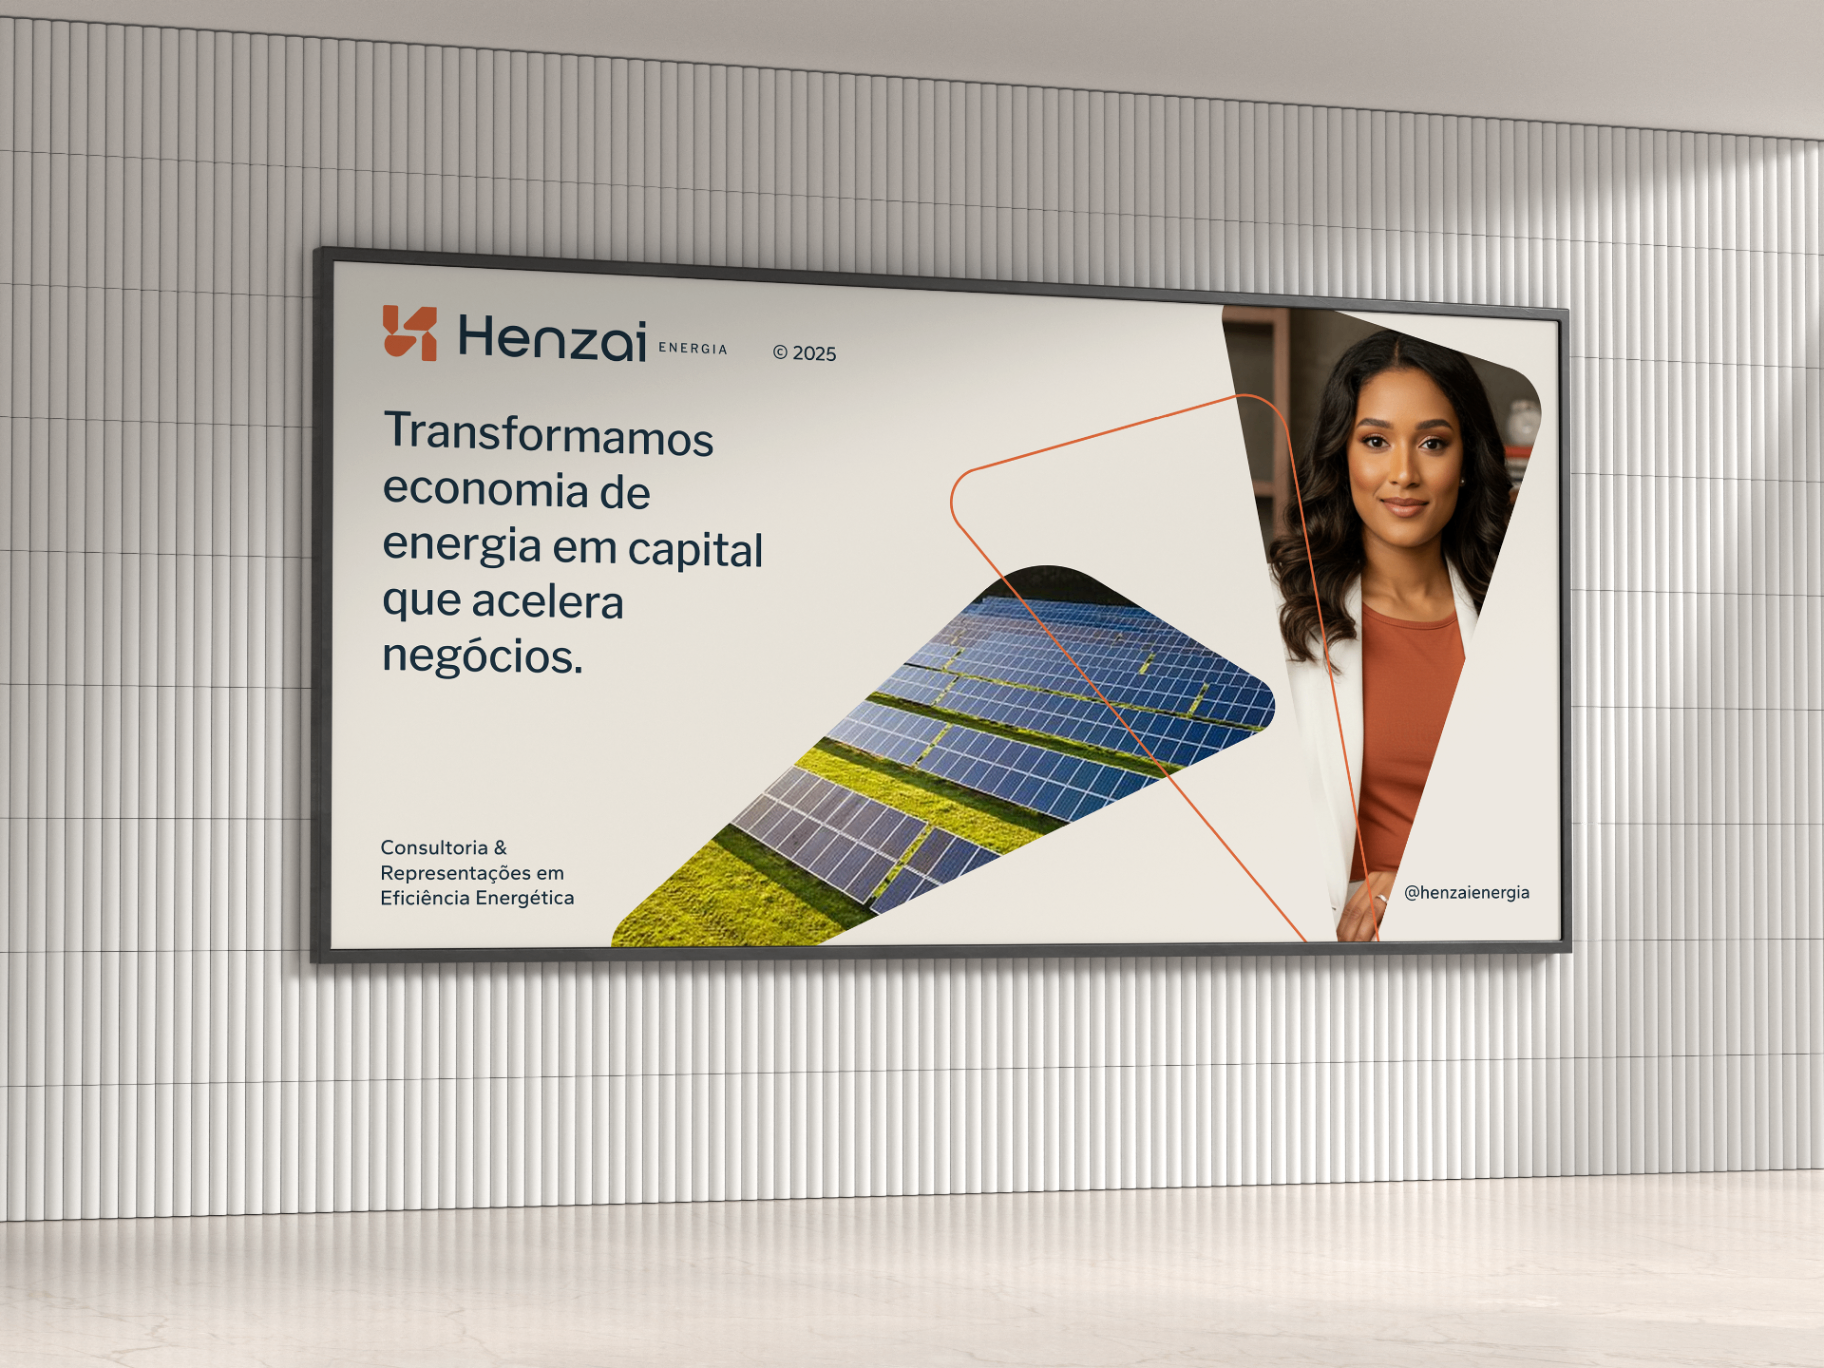 Henzai ENERGIA © 2025
Transformamos
economia de
energia em capital
que acelera
negócios.
Consultoria &
Representações em
Eficiência Energética
@henzaienergia